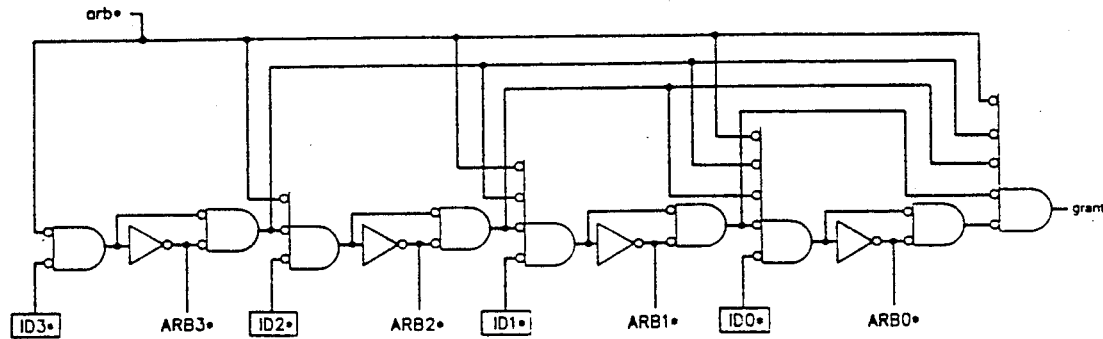 arb•
grant
ID3• ARB3• ID2• ARB2• ID1• ARB1• ID0• ARB0•